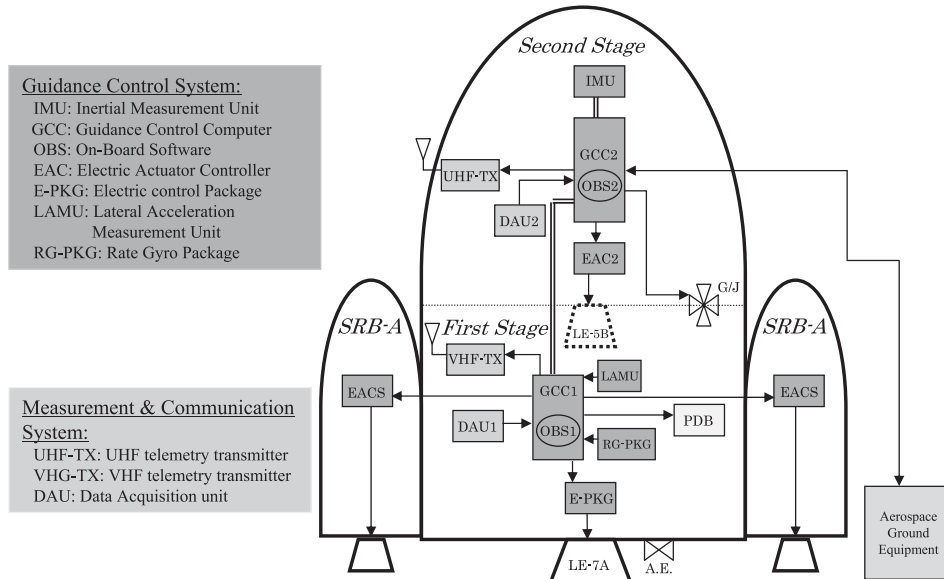 Guidance Control System:
IMU: Inertial Measurement Unit
GCC: Guidance Control Computer
OBS: On-Board Software
EAC: Electric Actuator Controller
E-PKG: Electric control Package
LAMU: Lateral Acceleration
Measurement Unit
RG-PKG: Rate Gyro Package
Measurement & Communication
System:
UHF-TX: UHF telemetry transmitter
VHG-TX: VHF telemetry transmitter
DAU: Data Acquisition unit
Second Stage
IMU
GCC2
UHF-TX
OBS2
DAU2
EAC2
G/J
SRB-A
First Stage
LE-5B
SRB-A
VHF-TX
LAMU
GCC1
EACS
EACS
PDB
DAU1
OBS1
RG-PKG
E-PKG
LE-7A
A.E.
Aerospace
Ground
Equipment